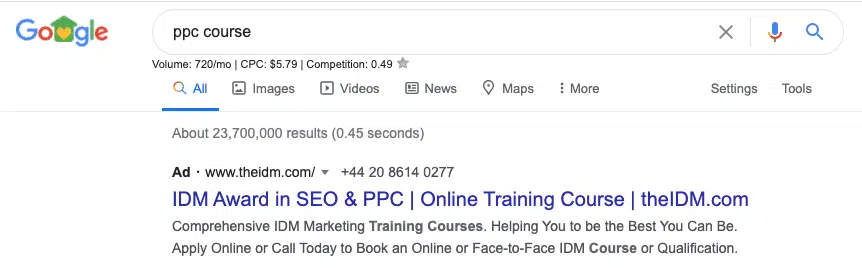 Google
ppc course
Volume: 720/mo | CPC: $5.79 | Competition: 0.49
All Images Videos News Maps More Settings Tools
About 23,700,000 results (0.45 seconds)
Ad · www.theidm.com/ +44 20 8614 0277
IDM Award in SEO & PPC | Online Training Course | theIDM.com
Comprehensive IDM Marketing Training Courses. Helping You to be the Best You Can Be.
Apply Online or Call Today to Book an Online or Face-to-Face IDM Course or Qualification.